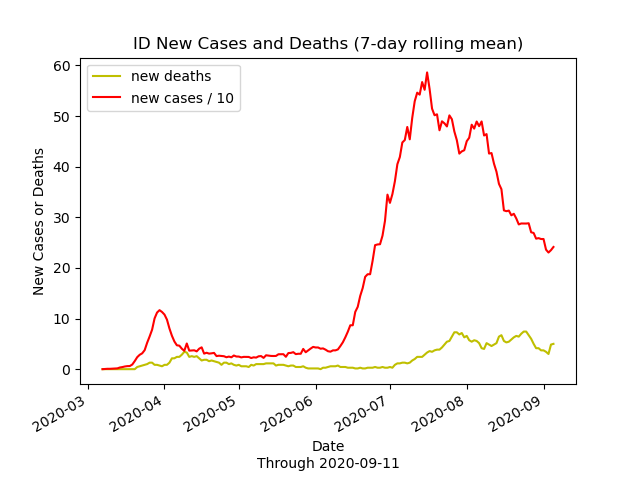 ID New Cases and Deaths (7-day rolling mean)
new deaths
new cases / 10
New Cases or Deaths
60
50
40
30
20
10
0
2020-03
2020-04
2020-05
2020-06
2020-07
2020-08
2020-09
Date
Through 2020-09-11